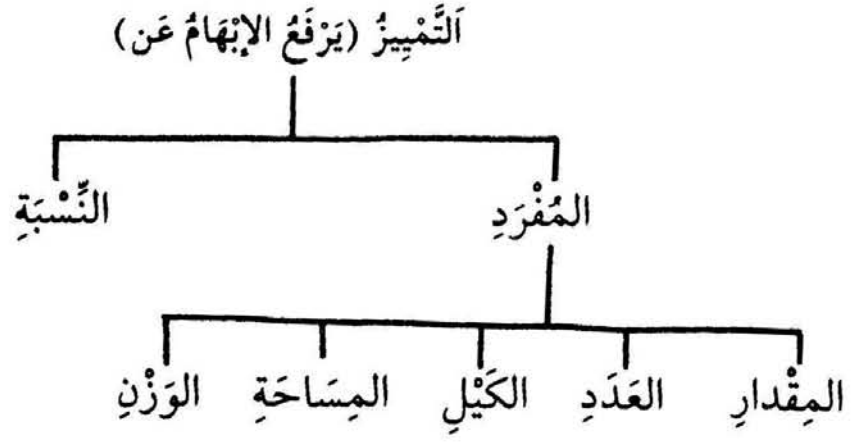 اَلتَّمْيِيزُ (يَرْفَعُ الإِبْهَامُ عَن)
المُفْرَدِ النِّسْبَةِ
المِقْدارِ العَدَدِ الكَيْلِ المِسَاحَةِ الوَزْنِ